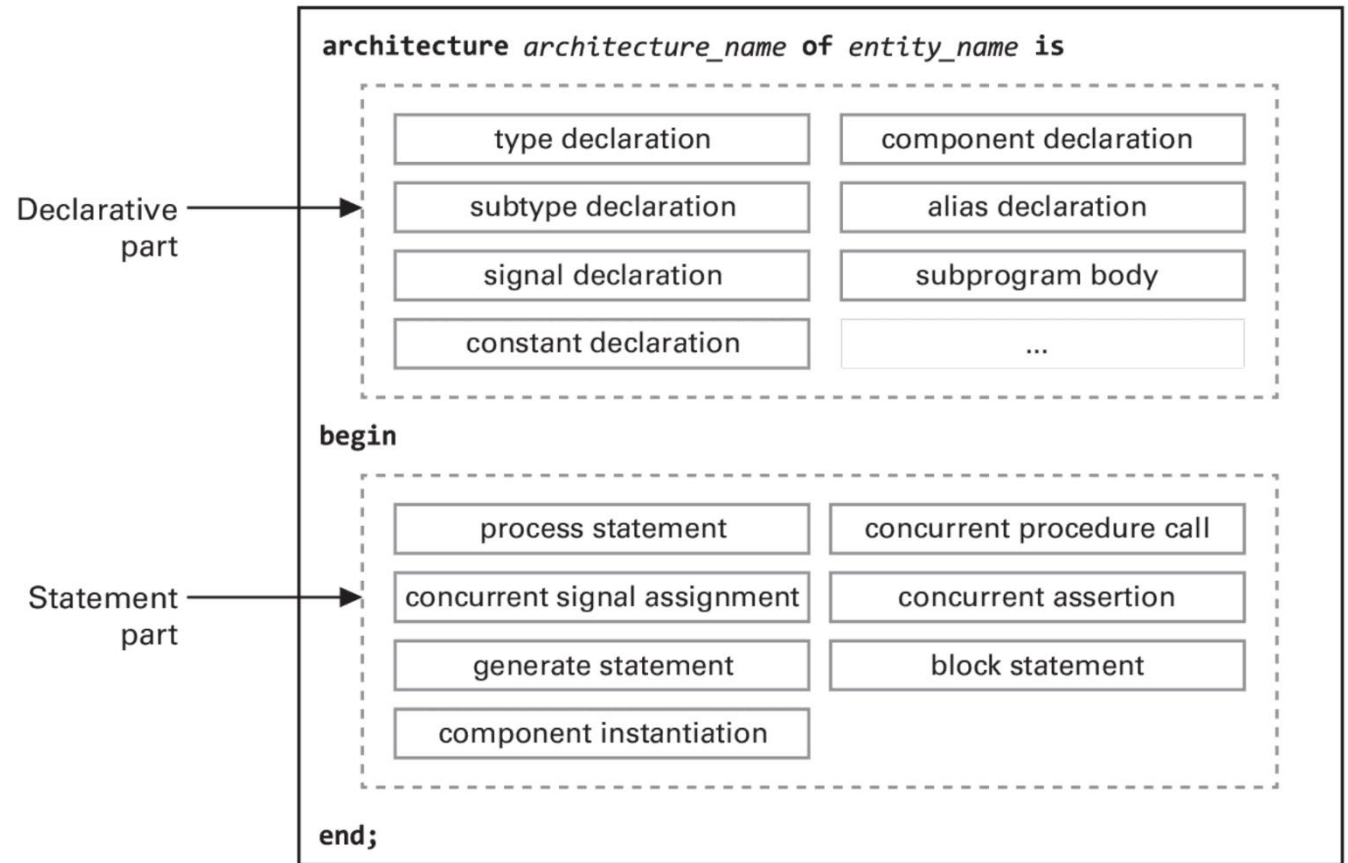 architecture architecture_name of entity_name is
type declaration
component declaration
Declarative
part
subtype declaration
alias declaration
signal declaration
subprogram body
constant declaration
...
begin
process statement
concurrent procedure call
Statement
part
concurrent signal assignment
concurrent assertion
generate statement
block statement
component instantiation
end;